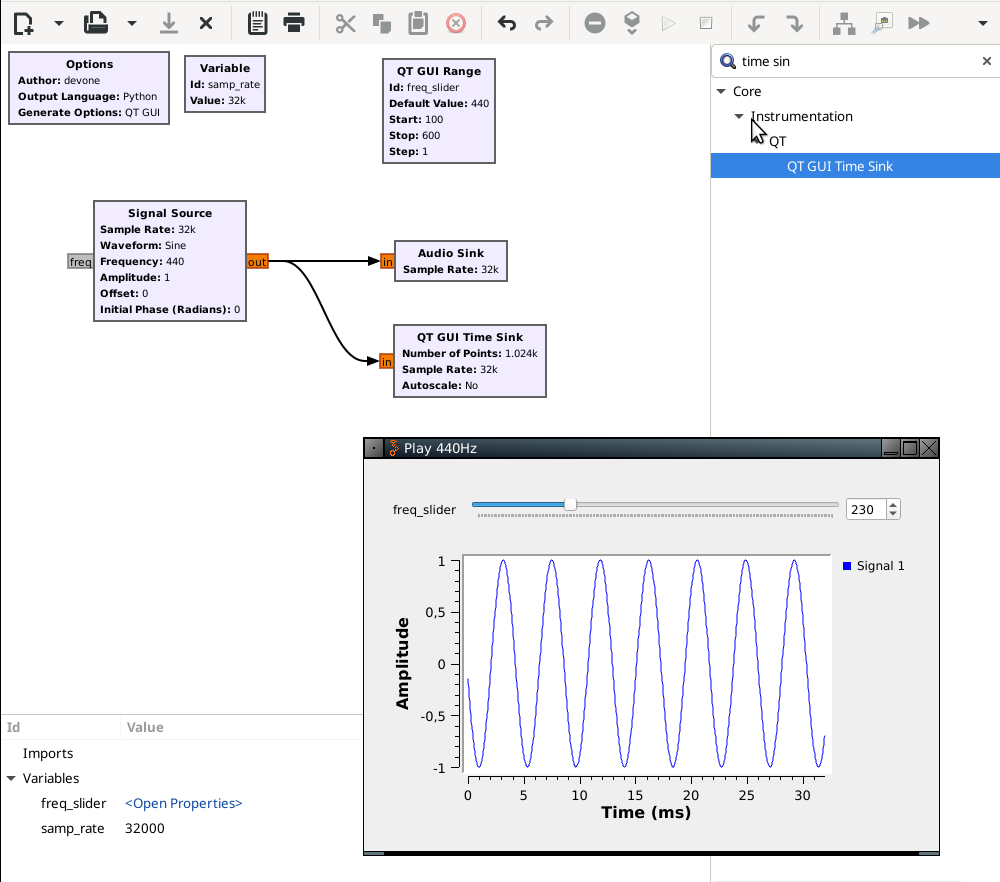 Options
Author: devone
Output Language: Python
Generate Options: QT GUI
Variable
Id: samp_rate
Value: 32k
QT GUI Range
Id: freq_slider
Default Value: 440
Start: 100
Stop: 600
Step: 1
time sin
Core
Instrumentation
QT
QT GUI Time Sink
Signal Source
Sample Rate: 32k
Waveform: Sine
Frequency: 440
Amplitude: 1
Offset: 0
Initial Phase (Radians): 0
freq
out
in
Audio Sink
Sample Rate: 32k
in
QT GUI Time Sink
Number of Points: 1.024k
Sample Rate: 32k
Autoscale: No
Play 440Hz
freq_slider
230
Signal 1
Amplitude
1
0,5
0
-0,5
-1
0 5 10 15 20 25 30
Time (ms)
Id Value
Imports
Variables
freq_slider <Open Properties>
samp_rate 32000